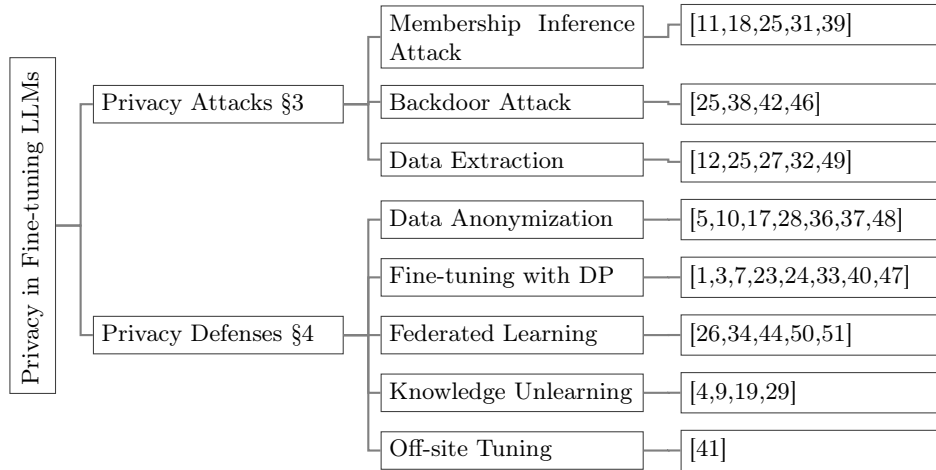 Privacy in Fine-tuning LLMs
Privacy Attacks §3
Membership Inference
Attack
[11,18,25,31,39]
Backdoor Attack
[25,38,42,46]
Data Extraction
[12,25,27,32,49]
Privacy Defenses §4
Data Anonymization
[5,10,17,28,36,37,48]
Fine-tuning with DP
[1,3,7,23,24,33,40,47]
Federated Learning
[26,34,44,50,51]
Knowledge Unlearning
[4,9,19,29]
Off-site Tuning
[41]